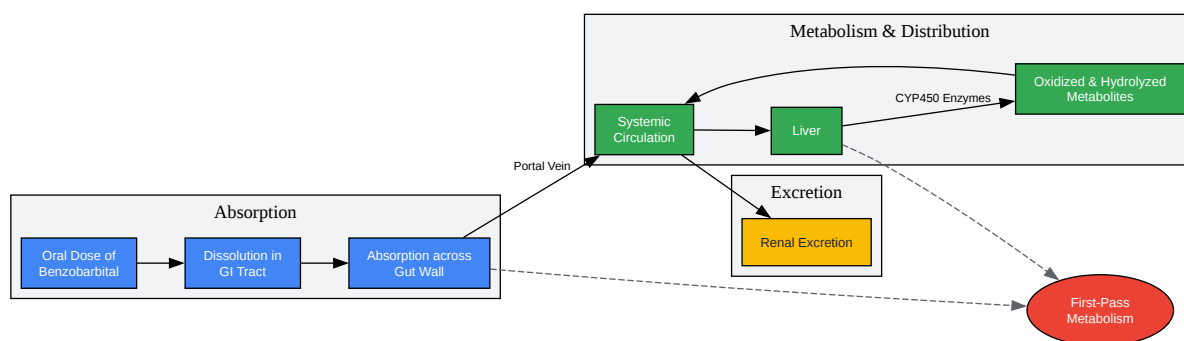 Metabolism & Distribution
Oxidized & Hydrolyzed
Metabolites
CYP450 Enzymes
Systemic
Circulation
Liver
Portal Vein
Excretion
Renal Excretion
Absorption
Oral Dose of
Benzobarbital
Dissolution in
GI Tract
Absorption across
Gut Wall
First-Pass
Metabolism